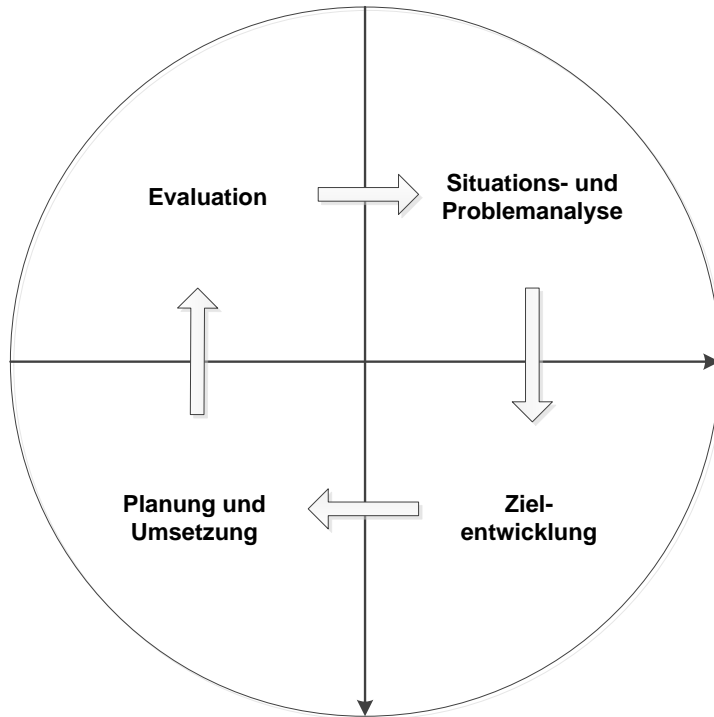 Evaluation
Situations- und
Problemanalyse
Planung und
Umsetzung
Ziel-
entwicklung